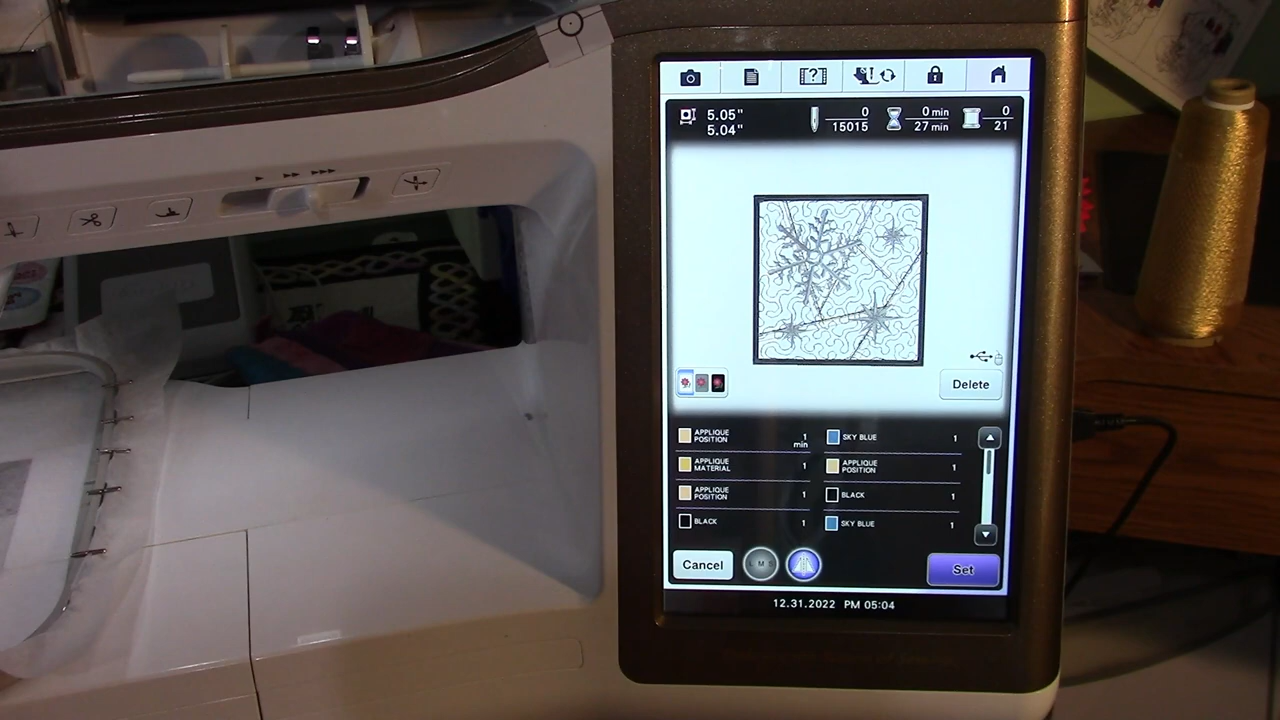 5.05"
5.04"
0
15015
0 min
27 min
0
21
Delete
APPLIQUE POSITION 1 min
SKY BLUE 1
APPLIQUE MATERIAL 1
APPLIQUE POSITION 1
APPLIQUE POSITION 1
BLACK 1
BLACK 1
SKY BLUE 1
Cancel
L M S
Set
12.31.2022 PM 05:04